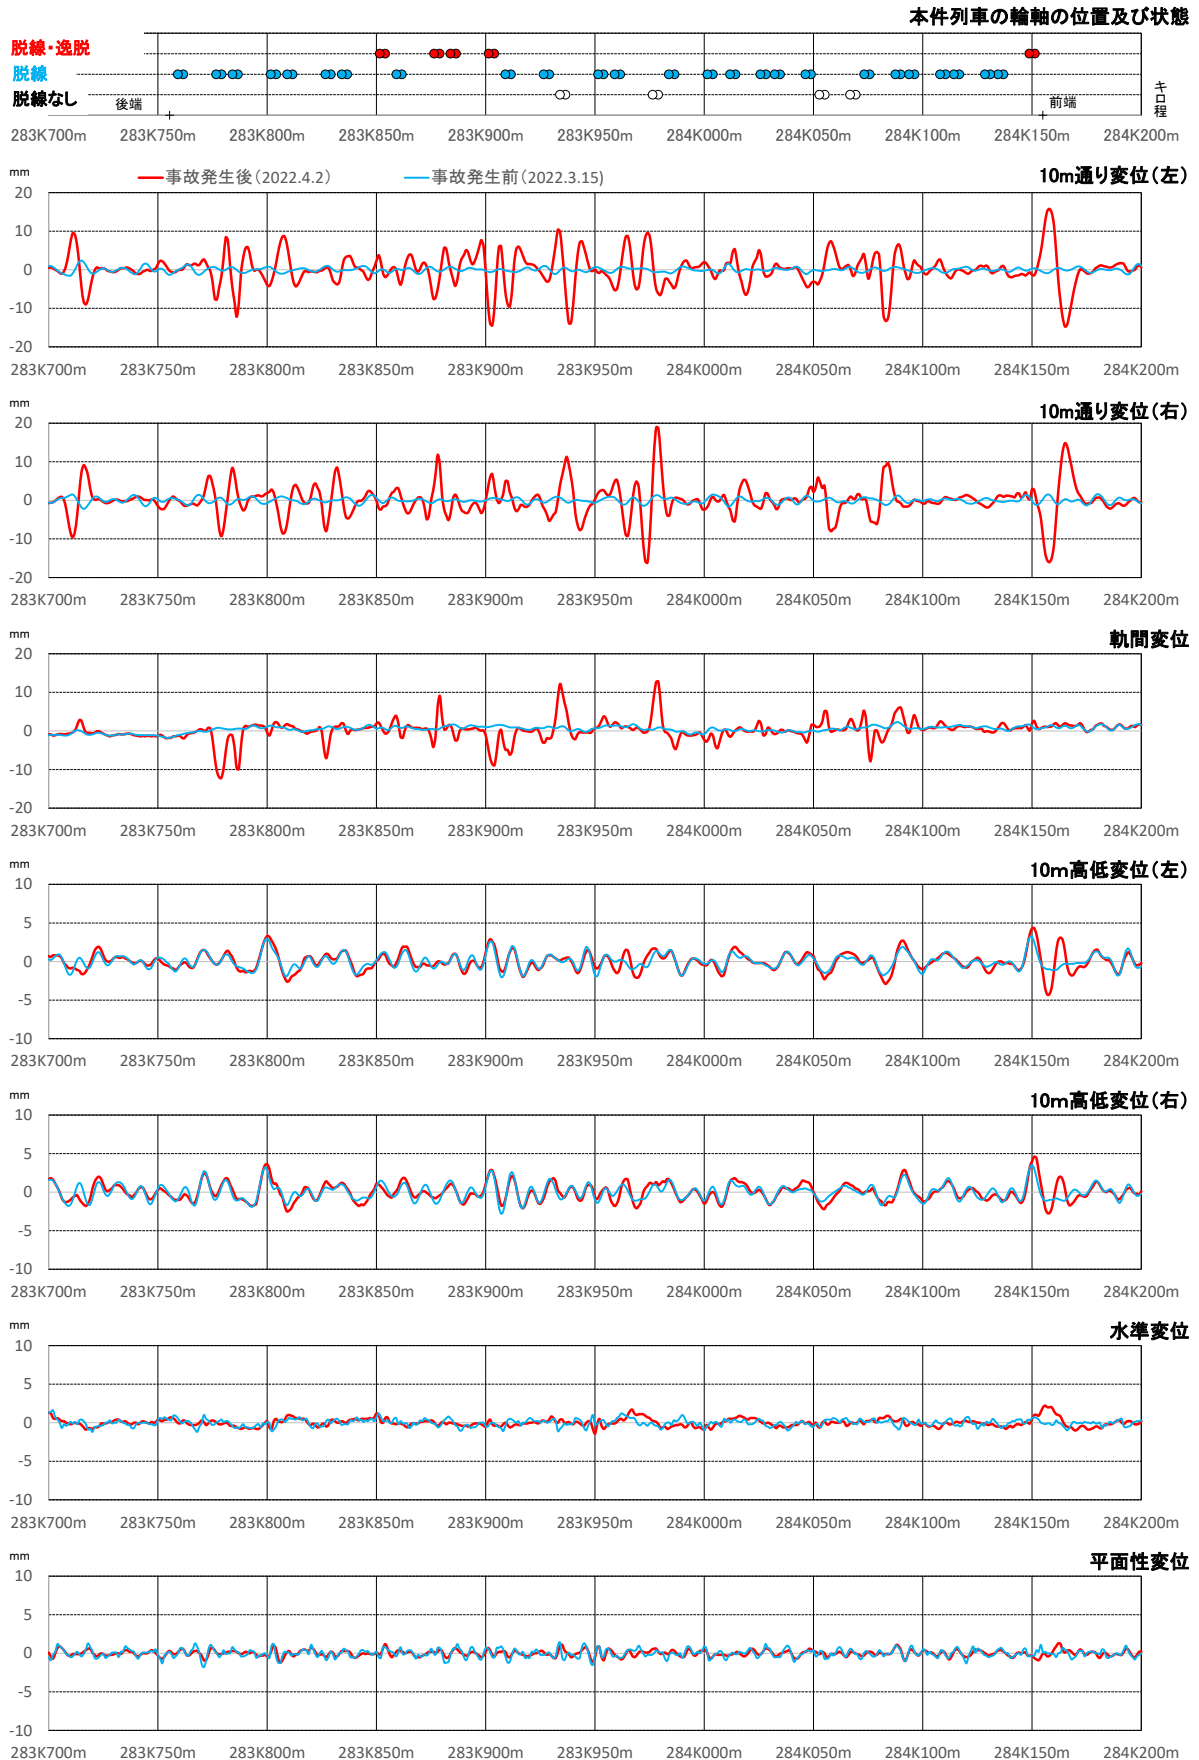 本件列車の輪軸の位置及び状態
脱線・逸脱
脱線
脱線なし
後端
前端
キロ程
283K700m 283K750m 283K800m 283K850m 283K900m 283K950m 284K000m 284K050m 284K100m 284K150m 284K200m
mm
事故発生後(2022.4.2)
事故発生前(2022.3.15)
10m通り変位(左)
20
10
0
-10
-20
283K700m 283K750m 283K800m 283K850m 283K900m 283K950m 284K000m 284K050m 284K100m 284K150m 284K200m
mm
10m通り変位(右)
20
10
0
-10
-20
283K700m 283K750m 283K800m 283K850m 283K900m 283K950m 284K000m 284K050m 284K100m 284K150m 284K200m
mm
軌間変位
20
10
0
-10
-20
283K700m 283K750m 283K800m 283K850m 283K900m 283K950m 284K000m 284K050m 284K100m 284K150m 284K200m
mm
10m高低変位(左)
10
5
0
-5
-10
283K700m 283K750m 283K800m 283K850m 283K900m 283K950m 284K000m 284K050m 284K100m 284K150m 284K200m
mm
10m高低変位(右)
10
5
0
-5
-10
283K700m 283K750m 283K800m 283K850m 283K900m 283K950m 284K000m 284K050m 284K100m 284K150m 284K200m
mm
水準変位
10
5
0
-5
-10
283K700m 283K750m 283K800m 283K850m 283K900m 283K950m 284K000m 284K050m 284K100m 284K150m 284K200m
mm
平面性変位
10
5
0
-5
-10
283K700m 283K750m 283K800m 283K850m 283K900m 283K950m 284K000m 284K050m 284K100m 284K150m 284K200m